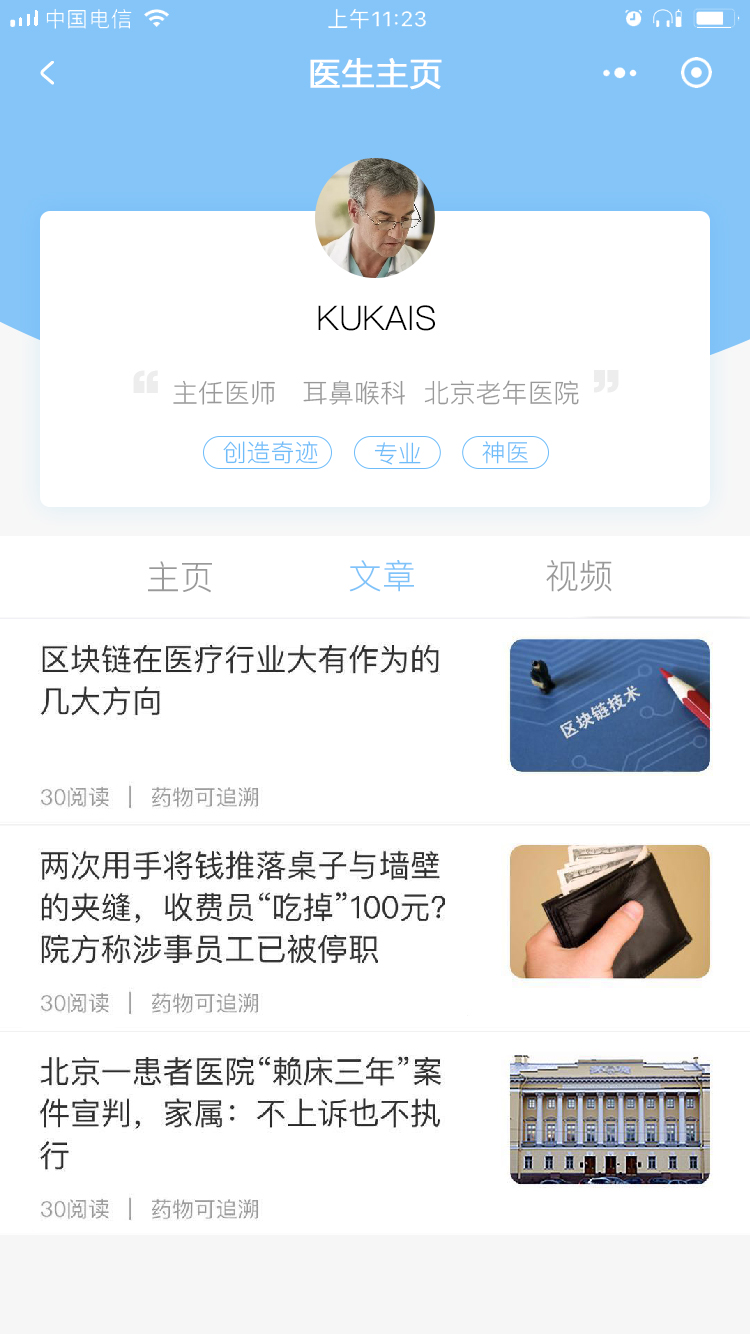 中国电信
上午11:23
医生主页
KUKAIS
“ 主任医师 耳鼻喉科 北京老年医院 ”
创造奇迹 专业 神医
主页 文章 视频
区块链在医疗行业大有作为的
几大方向
区块链技术
30阅读 | 药物可追溯
两次用手将钱推落桌子与墙壁
的夹缝，收费员“吃掉”100元?
院方称涉事员工已被停职
30阅读 | 药物可追溯
北京一患者医院“赖床三年”案
件宣判，家属：不上诉也不执
行
30阅读 | 药物可追溯